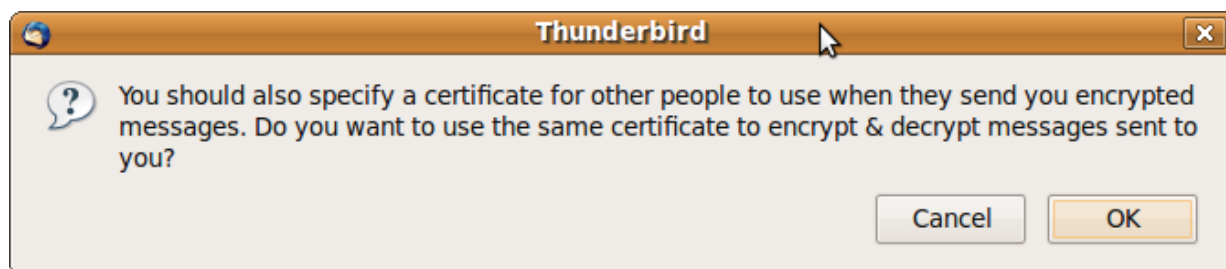 Thunderbird
You should also specify a certificate for other people to use when they send you encrypted
messages. Do you want to use the same certificate to encrypt & decrypt messages sent to
you?
Cancel OK